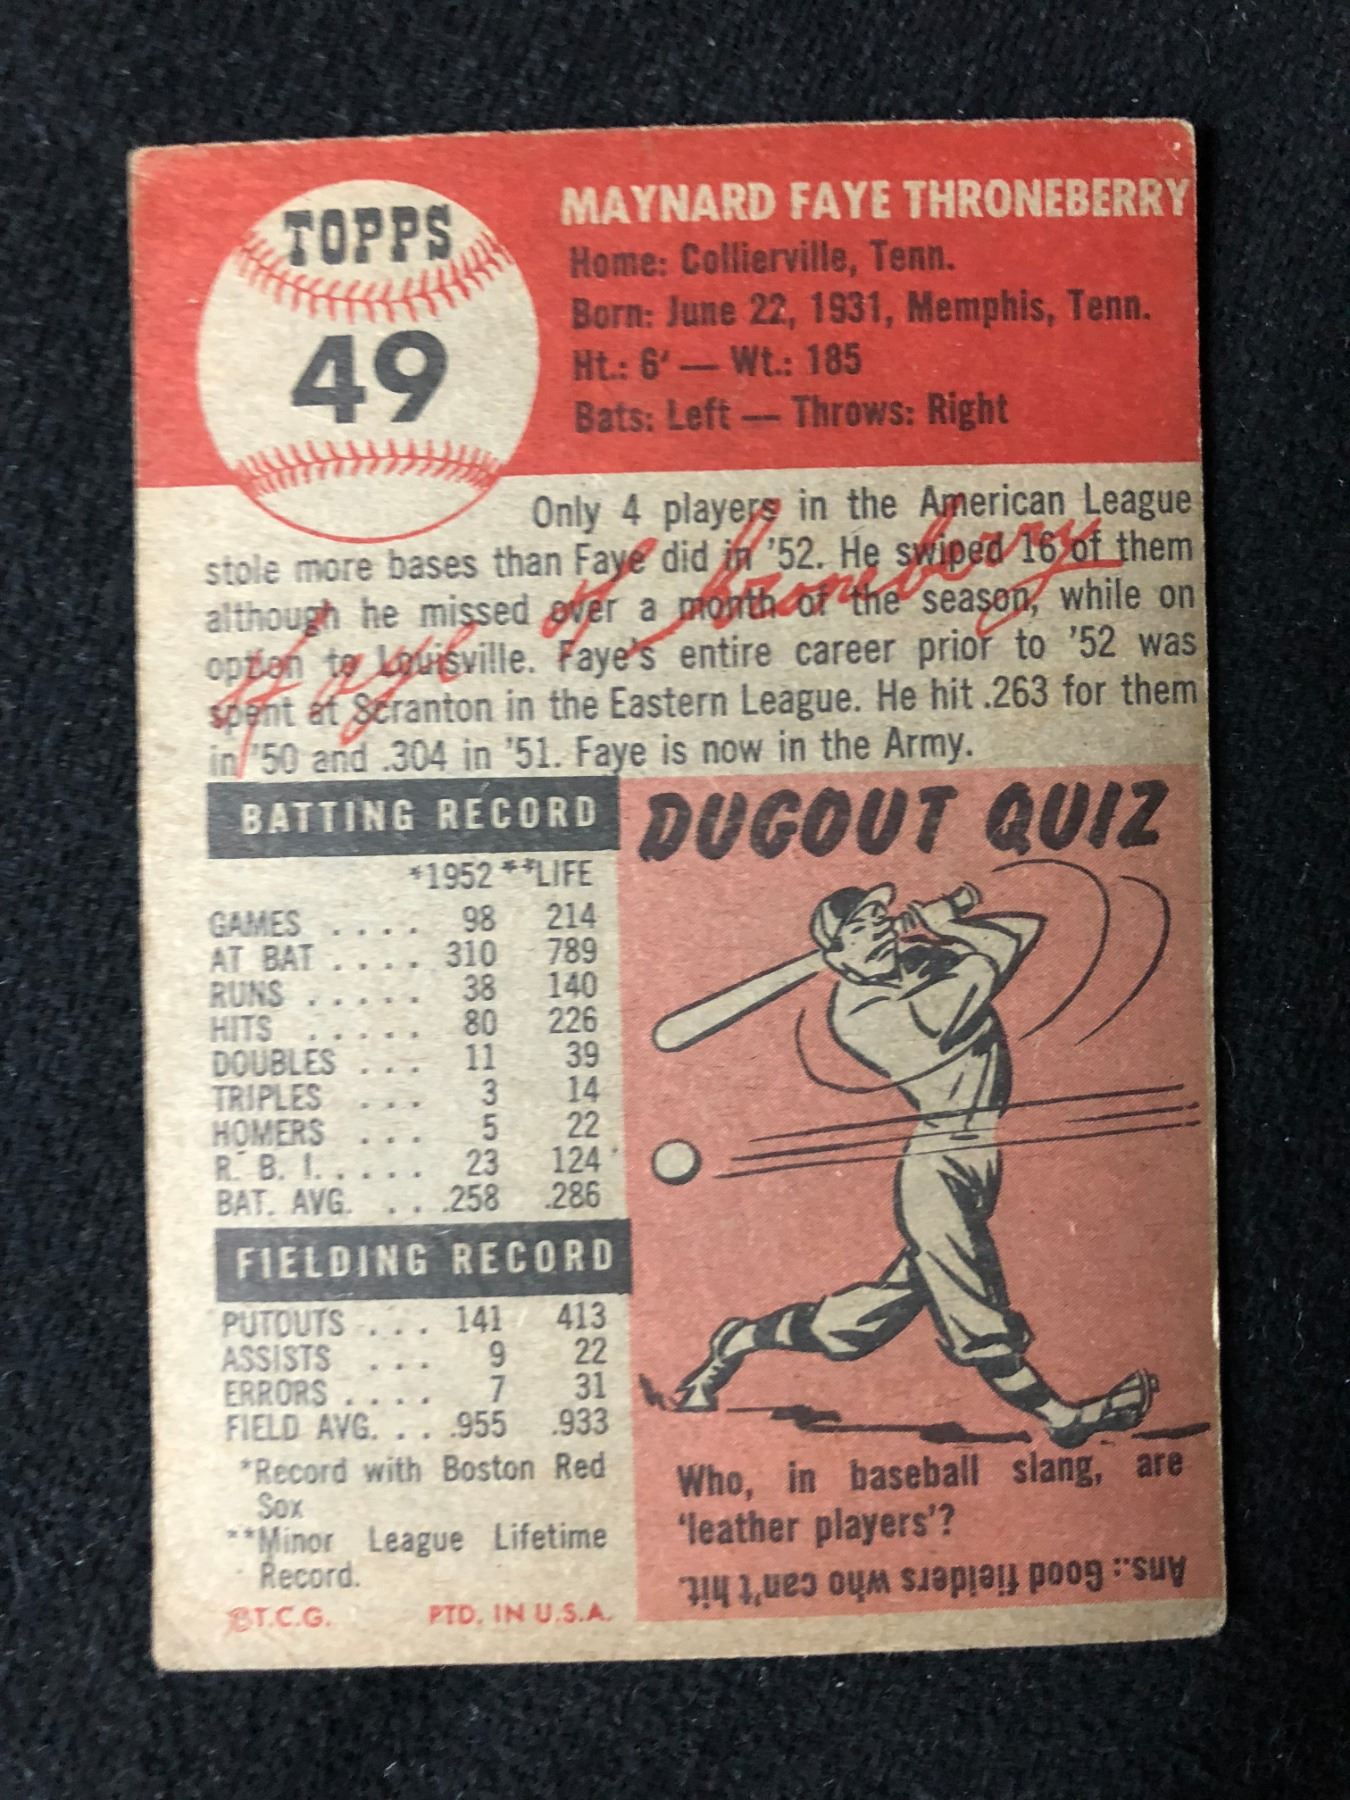 TOPPS
49
MAYNARD FAYE THRONEBERRY
Home: Collierville, Tenn.
Born: June 22, 1931, Memphis, Tenn.
Ht.: 6' — Wt.: 185
Bats: Left — Throws: Right
Only 4 players in the American League
stole more bases than Faye did in '52. He swiped 16 of them
although he missed over a month of the season, while on
option to Louisville. Faye's entire career prior to '52 was
spent at Scranton in the Eastern League. He hit .263 for them
in '50 and .304 in '51. Faye is now in the Army.
Faye Throneberry
BATTING RECORD
*1952 **LIFE
GAMES .... 98 214
AT BAT .... 310 789
RUNS ..... 38 140
HITS ..... 80 226
DOUBLES ... 11 39
TRIPLES ... 3 14
HOMERS ... 5 22
R. B. I. .... 23 124
BAT. AVG. .. .258 .286
FIELDING RECORD
PUTOUTS ... 141 413
ASSISTS ... 9 22
ERRORS .... 7 31
FIELD AVG. .. .955 .933
*Record with Boston Red
Sox
**Minor League Lifetime
Record.
©T.C.G. PTD. IN U.S.A.
DUGOUT QUIZ
Who, in baseball slang, are
'leather players'?
Ans.: Good fielders who can't hit.